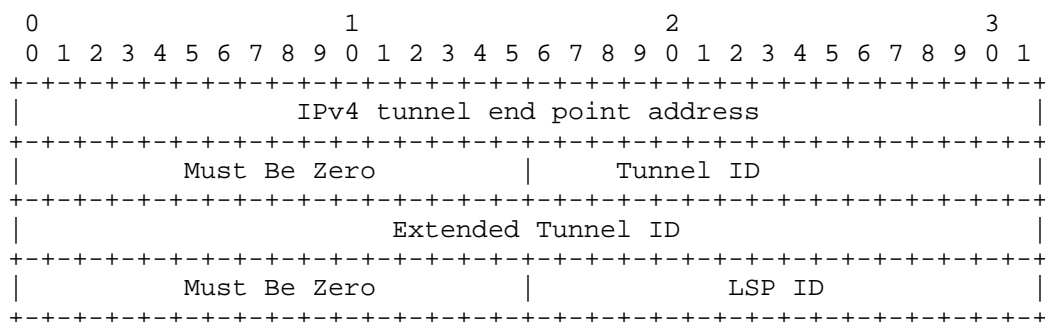 0                   1                   2                   3
 0 1 2 3 4 5 6 7 8 9 0 1 2 3 4 5 6 7 8 9 0 1 2 3 4 5 6 7 8 9 0 1
+-+-+-+-+-+-+-+-+-+-+-+-+-+-+-+-+-+-+-+-+-+-+-+-+-+-+-+-+-+-+-+-+
|                 IPv4 tunnel end point address                 |
+-+-+-+-+-+-+-+-+-+-+-+-+-+-+-+-+-+-+-+-+-+-+-+-+-+-+-+-+-+-+-+-+
|          Must Be Zero         |     Tunnel ID                 |
+-+-+-+-+-+-+-+-+-+-+-+-+-+-+-+-+-+-+-+-+-+-+-+-+-+-+-+-+-+-+-+-+
|                       Extended Tunnel ID                      |
+-+-+-+-+-+-+-+-+-+-+-+-+-+-+-+-+-+-+-+-+-+-+-+-+-+-+-+-+-+-+-+-+
|          Must Be Zero         |            LSP ID             |
+-+-+-+-+-+-+-+-+-+-+-+-+-+-+-+-+-+-+-+-+-+-+-+-+-+-+-+-+-+-+-+-+